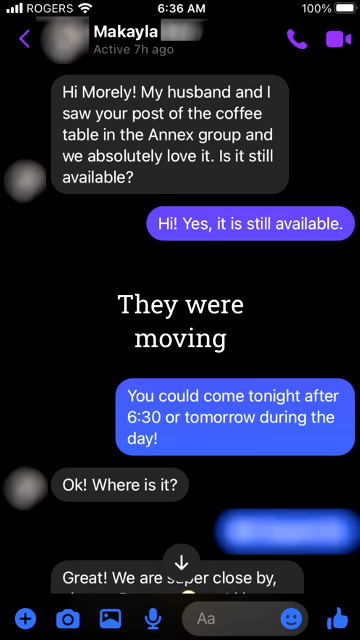 ROGERS 6:36 AM 100%
Makayla
Active 7h ago
Hi Morely! My husband and I
saw your post of the coffee
table in the Annex group and
we absolutely love it. Is it still
available?
Hi! Yes, it is still available.
They were
moving
You could come tonight after
6:30 or tomorrow during the
day!
Ok! Where is it?
Great! We are super close by,
Aa